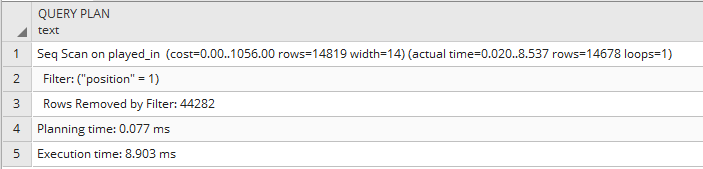 QUERY PLAN
text
1 Seq Scan on played_in (cost=0.00..1056.00 rows=14819 width=14) (actual time=0.020..8.537 rows=14678 loops=1)
2 Filter: ("position" = 1)
3 Rows Removed by Filter: 44282
4 Planning time: 0.077 ms
5 Execution time: 8.903 ms